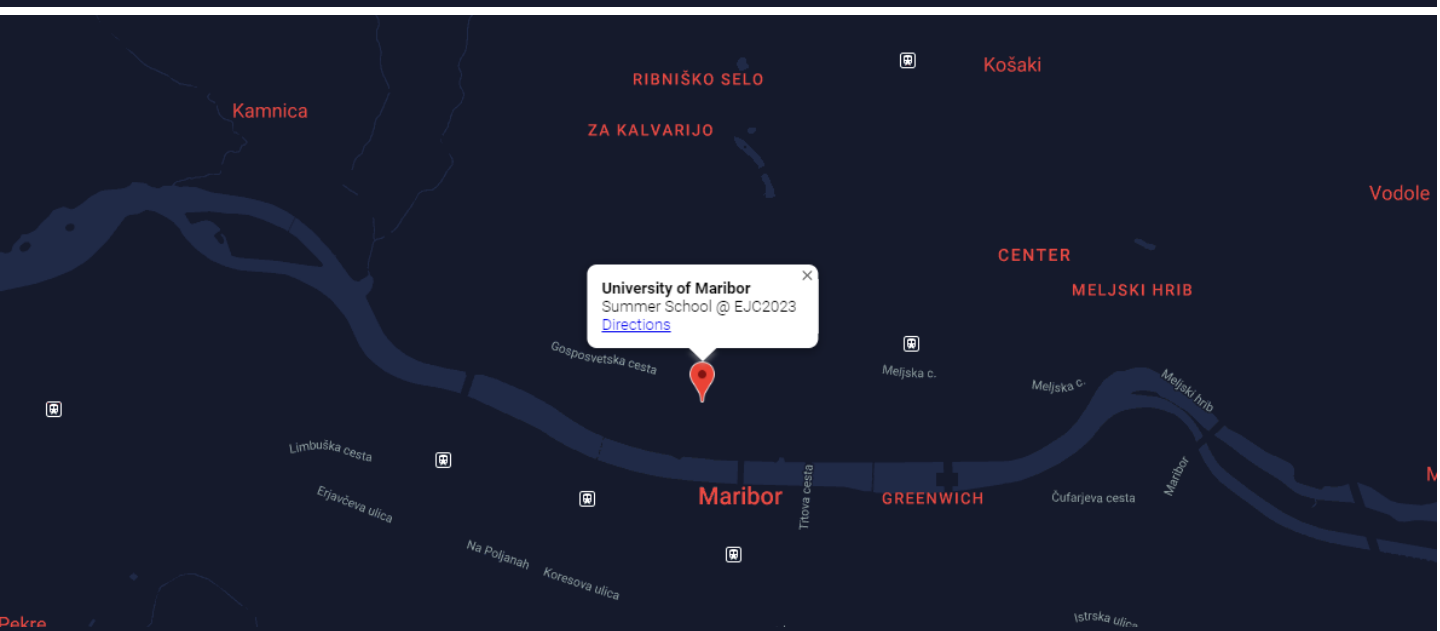 Košaki
RIBNIŠKO SELO
Kamnica
ZA KALVARIJO
Vodole
CENTER
MELJSKI HRIB
University of Maribor
Summer School @ EJC2023
Directions
Gosposvetska cesta
Meljska c.
Meljska c.
Meljski hrib
Limbuška cesta
Maribor
Maribor
Titova cesta
GREENWICH
Čufarjeva cesta
M
Erjavčeva ulica
Na Poljanah
Koresova ulica
Istrska ulica
Pekre